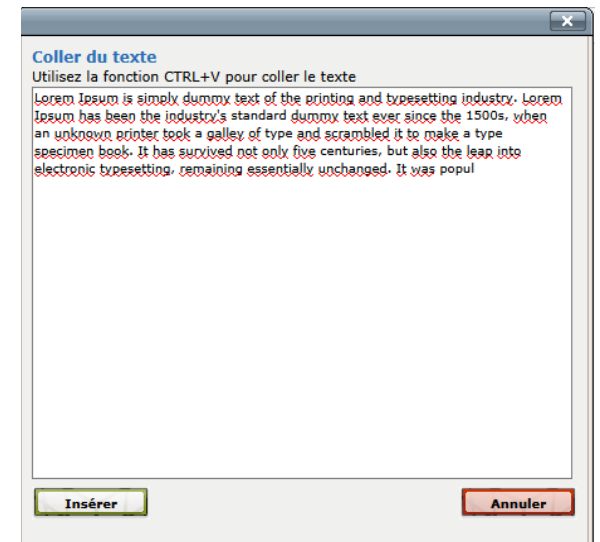 Coller du texte
Utilisez la fonction CTRL+V pour coller le texte
Lorem Ipsum is simply dummy text of the printing and typesetting industry. Lorem
Ipsum has been the industry's standard dummy text ever since the 1500s, when
an unknown printer took a galley of type and scrambled it to make a type
specimen book. It has survived not only five centuries, but also the leap into
electronic typesetting, remaining essentially unchanged. It was popul
Insérer Annuler